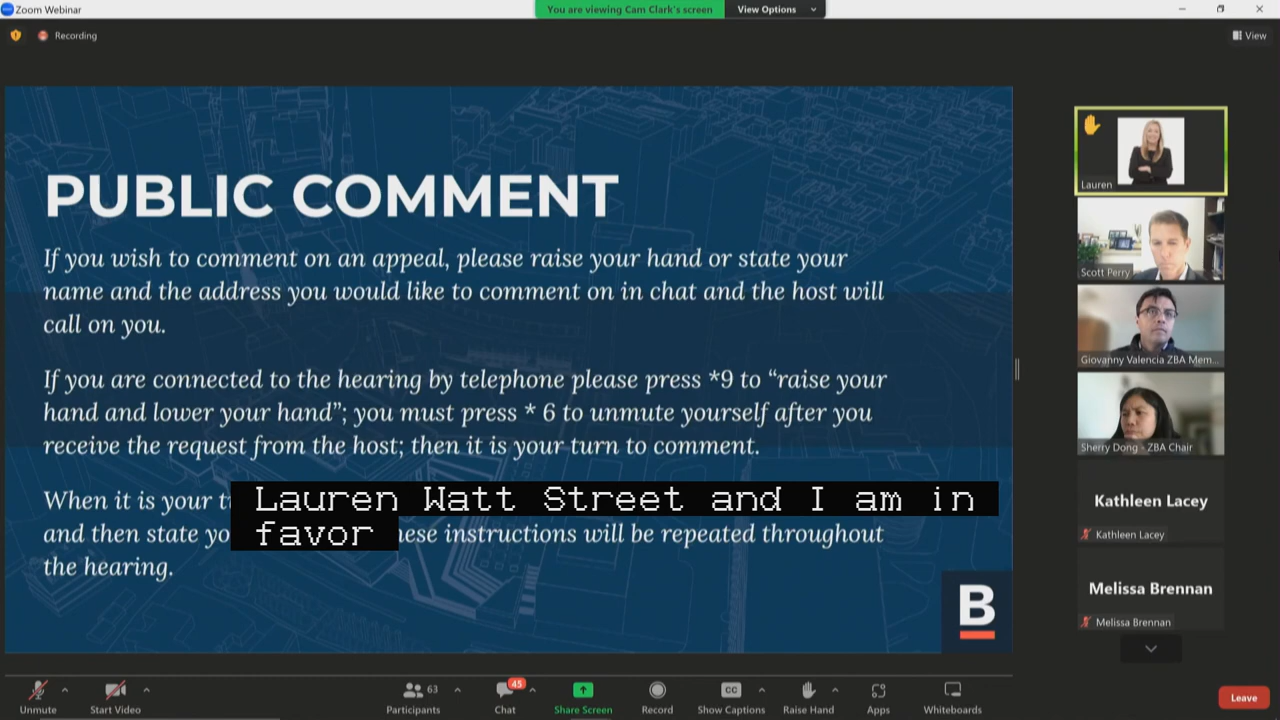 Zoom Webinar
You are viewing Cam Clark's screen
View Options
Recording
View
PUBLIC COMMENT
If you wish to comment on an appeal, please raise your hand or state your
name and the address you would like to comment on in chat and the host will
call on you.
If you are connected to the hearing by telephone please press *9 to “raise your
hand and lower your hand”; you must press * 6 to unmute yourself after you
receive the request from the host; then it is your turn to comment.
When it is your
Lauren Watt Street and I am in
and then state
favor
instructions will be repeated throughout
the hearing.
B
Lauren
Scott Perry
Giovanny Valencia ZBA Mem...
Sherry Dong - ZBA Chair
Kathleen Lacey
Kathleen Lacey
Melissa Brennan
Melissa Brennan
Unmute
Start Video
63
Participants
45
Chat
Share Screen
Record
CC
Show Captions
Raise Hand
Apps
Whiteboards
Leave